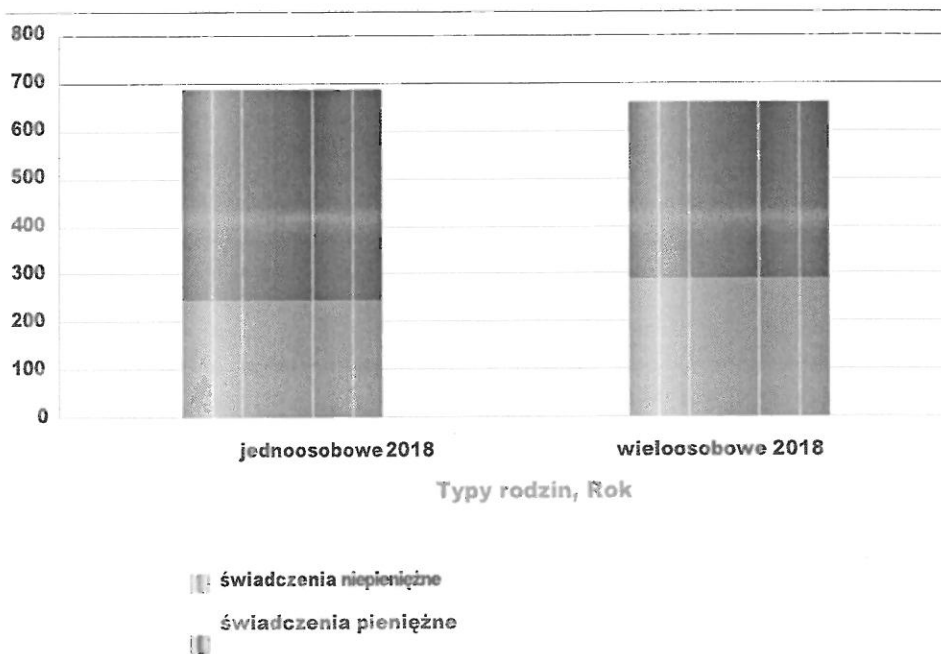 800
700
600
500
400
300
200
100
0
jednoosobowe 2018
wieloosobowe 2018
Typy rodzin, Rok
świadczenia niepieniężne
świadczenia pieniężne